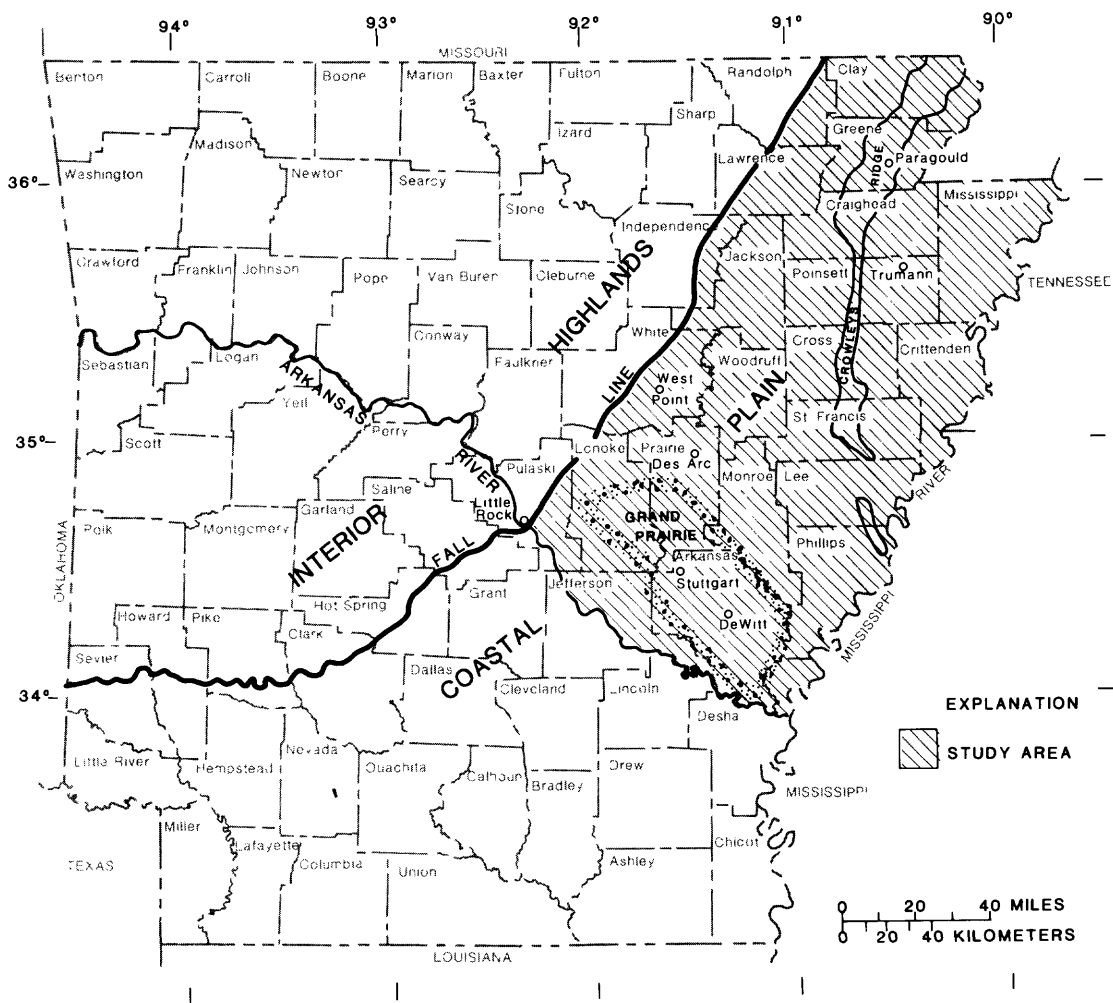 94°
93°
92°
91°
90°
MISSOURI
Benton
Carroll
Boone
Marion
Baxter
Fulton
Randolph
Clay
Sharp
Izard
Greene
Madison
Lawrence
RIDGE
Paragould
Washington
Newton
Searcy
36°
Mississippi
Stone
Craighead
Independence
Crawford
Franklin
Johnson
Pope
Van Buren
Cleburne
Jackson
Poinsett
Trumann
TENNESSEE
HIGHLANDS
White
Conway
Cross
CROWLEYS
Crittenden
Sebastian
Logan
Faulkner
Woodruff
ARKANSAS
LINE
West
Point
PLAIN
Yell
St Francis
35°
Scott
Perry
Lonoke
Prairie
RIVER
Pulaski
Des Arc
Monroe
Lee
RIVER
Saline
Little
Rock
Garland
GRAND
PRAIRIE
Polk
Montgomery
INTERIOR
Phillips
FALL
Arkansas
OKLAHOMA
Jefferson
Stuttgart
Grant
Hot Spring
DeWitt
Howard
Pike
Clark
MISSISSIPPI
COASTAL
Sevier
Dallas
Cleveland
Lincoln
34°
Desha
EXPLANATION
Nevada
STUDY AREA
Little River
Hempstead
Ouachita
Calhoun
Drew
Bradley
MISSISSIPPI
Miller
Lafayette
Chicot
TEXAS
Columbia
Union
Ashley
0 20 40 MILES
0 20 40 KILOMETERS
LOUISIANA